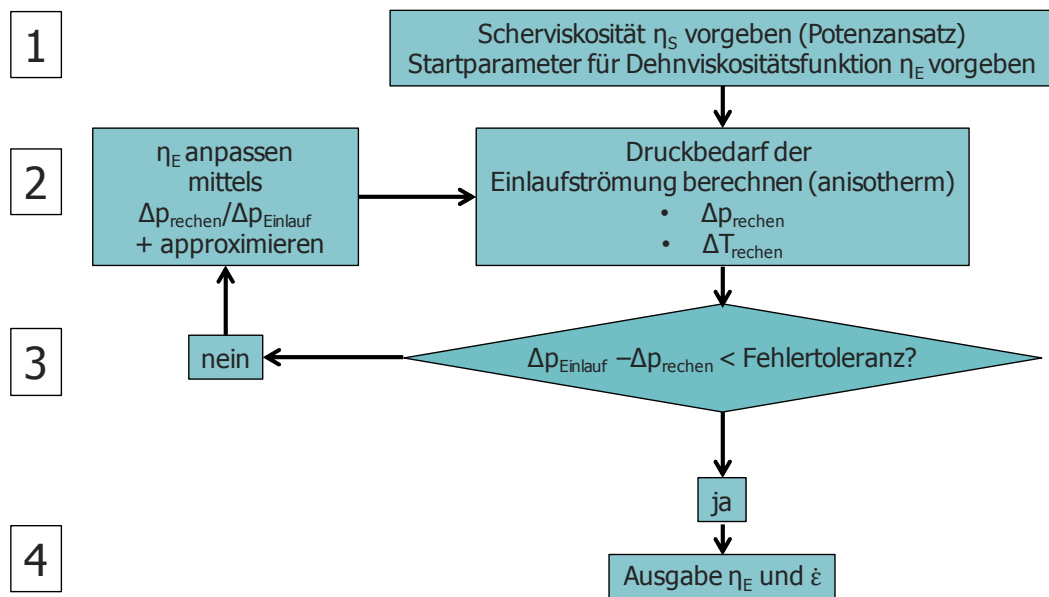 1
Scherviskosität ηS vorgeben (Potenzansatz)
Startparameter für Dehnviskositätsfunktion ηE vorgeben
2
ηE anpassen
mittels
Δprechen/ΔpEinlauf
+ approximieren
Druckbedarf der
Einlaufströmung berechnen (anisotherm)
• Δprechen
• ΔTrechen
3
nein
ΔpEinlauf –Δprechen < Fehlertoleranz?
ja
4
Ausgabe ηE und ε̇